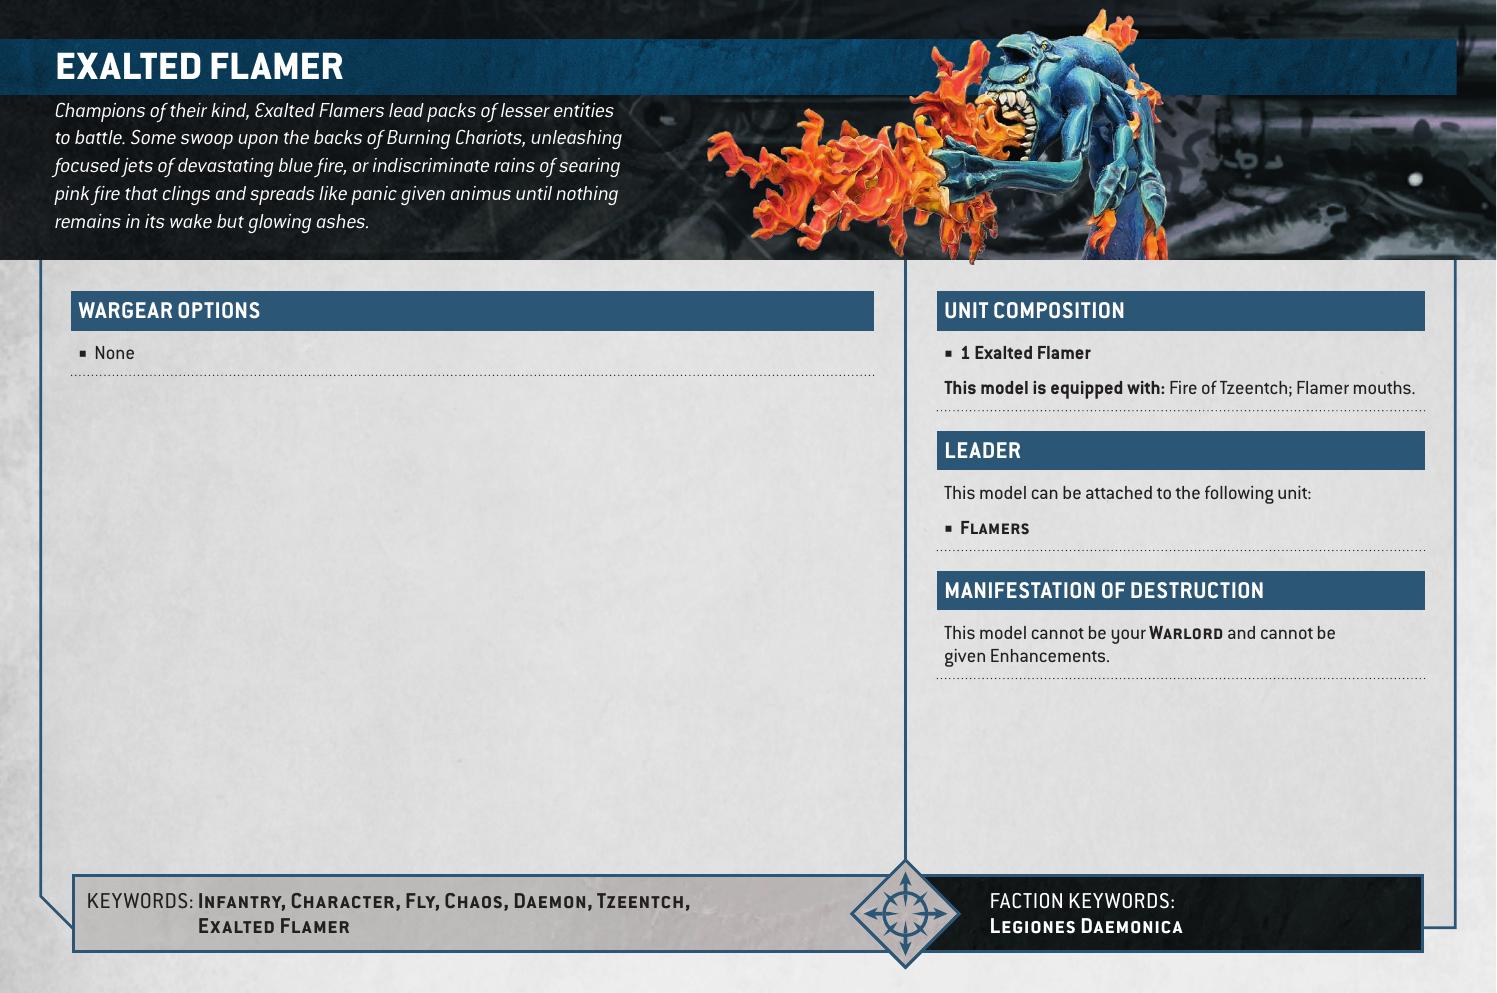 EXALTED FLAMER
Champions of their kind, Exalted Flamers lead packs of lesser entities
to battle. Some swoop upon the backs of Burning Chariots, unleashing
focused jets of devastating blue fire, or indiscriminate rains of searing
pink fire that clings and spreads like panic given animus until nothing
remains in its wake but glowing ashes.
WARGEAR OPTIONS
▪ None
UNIT COMPOSITION
▪ 1 Exalted Flamer
This model is equipped with: Fire of Tzeentch; Flamer mouths.
LEADER
This model can be attached to the following unit:
▪ FLAMERS
MANIFESTATION OF DESTRUCTION
This model cannot be your WARLORD and cannot be
given Enhancements.
KEYWORDS: INFANTRY, CHARACTER, FLY, CHAOS, DAEMON, TZEENTCH,
EXALTED FLAMER
FACTION KEYWORDS:
LEGIONES DAEMONICA